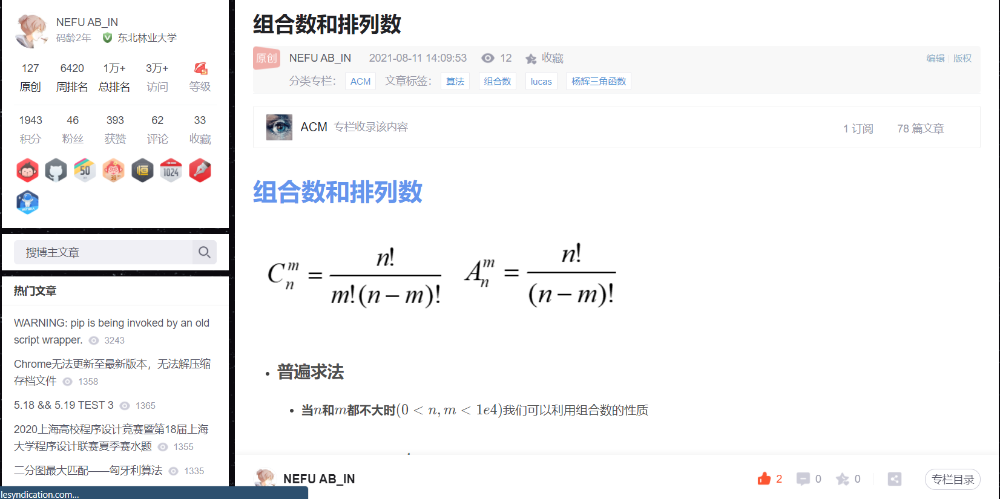 NEFU AB_IN
码龄2年 东北林业大学
127 6420 1万+ 3万+
原创 周排名 总排名 访问 等级
1943 46 393 62 33
积分 粉丝 获赞 评论 收藏
50 30 恒 1024
搜博主文章
热门文章
WARNING: pip is being invoked by an old
script wrapper. 3243
Chrome无法更新至最新版本，无法解压缩
存档文件 1358
5.18 && 5.19 TEST 3 1365
2020上海高校程序设计竞赛暨第18届上海
大学程序设计联赛夏季赛水题 1355
二分图最大匹配——匈牙利算法 1335
lesyndication.com...
组合数和排列数
原创 NEFU AB_IN 2021-08-11 14:09:53 12 收藏 编辑 版权
分类专栏： ACM 文章标签： 算法 组合数 lucas 杨辉三角函数
ACM 专栏收录该内容 1 订阅 78 篇文章
组合数和排列数
C_n^m = n! / m!(n-m)! A_n^m = n! / (n-m)!
普遍求法
当n和m都不大时(0 < n, m < 1e4)我们可以利用组合数的性质
NEFU AB_IN 2 0 0 专栏目录